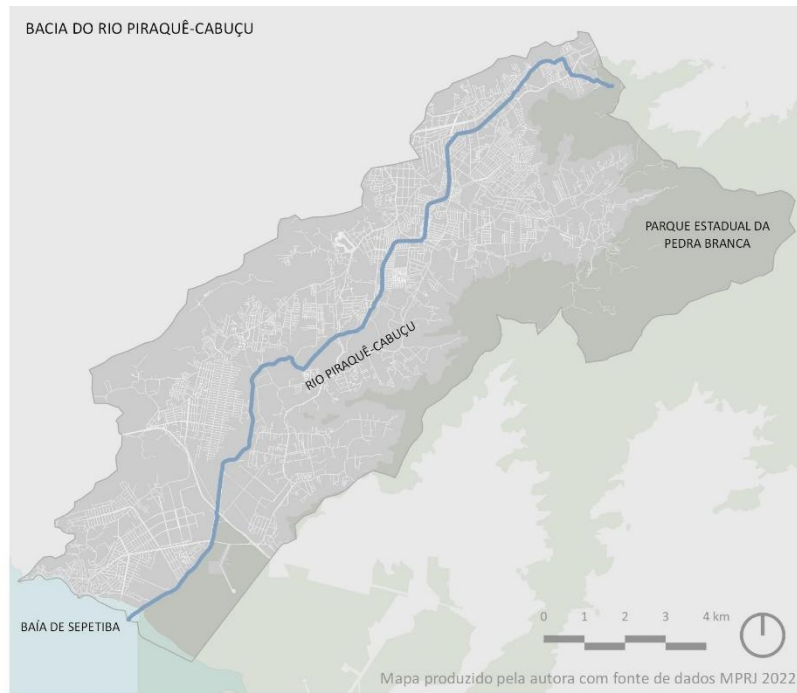 BACIA DO RIO PIRAQUÊ-CABUÇU
PARQUE ESTADUAL DA
PEDRA BRANCA
RIO PIRAQUÊ-CABUÇU
BAÍA DE SEPETIBA
0 1 2 3 4 km
Mapa produzido pela autora com fonte de dados MPRJ 2022